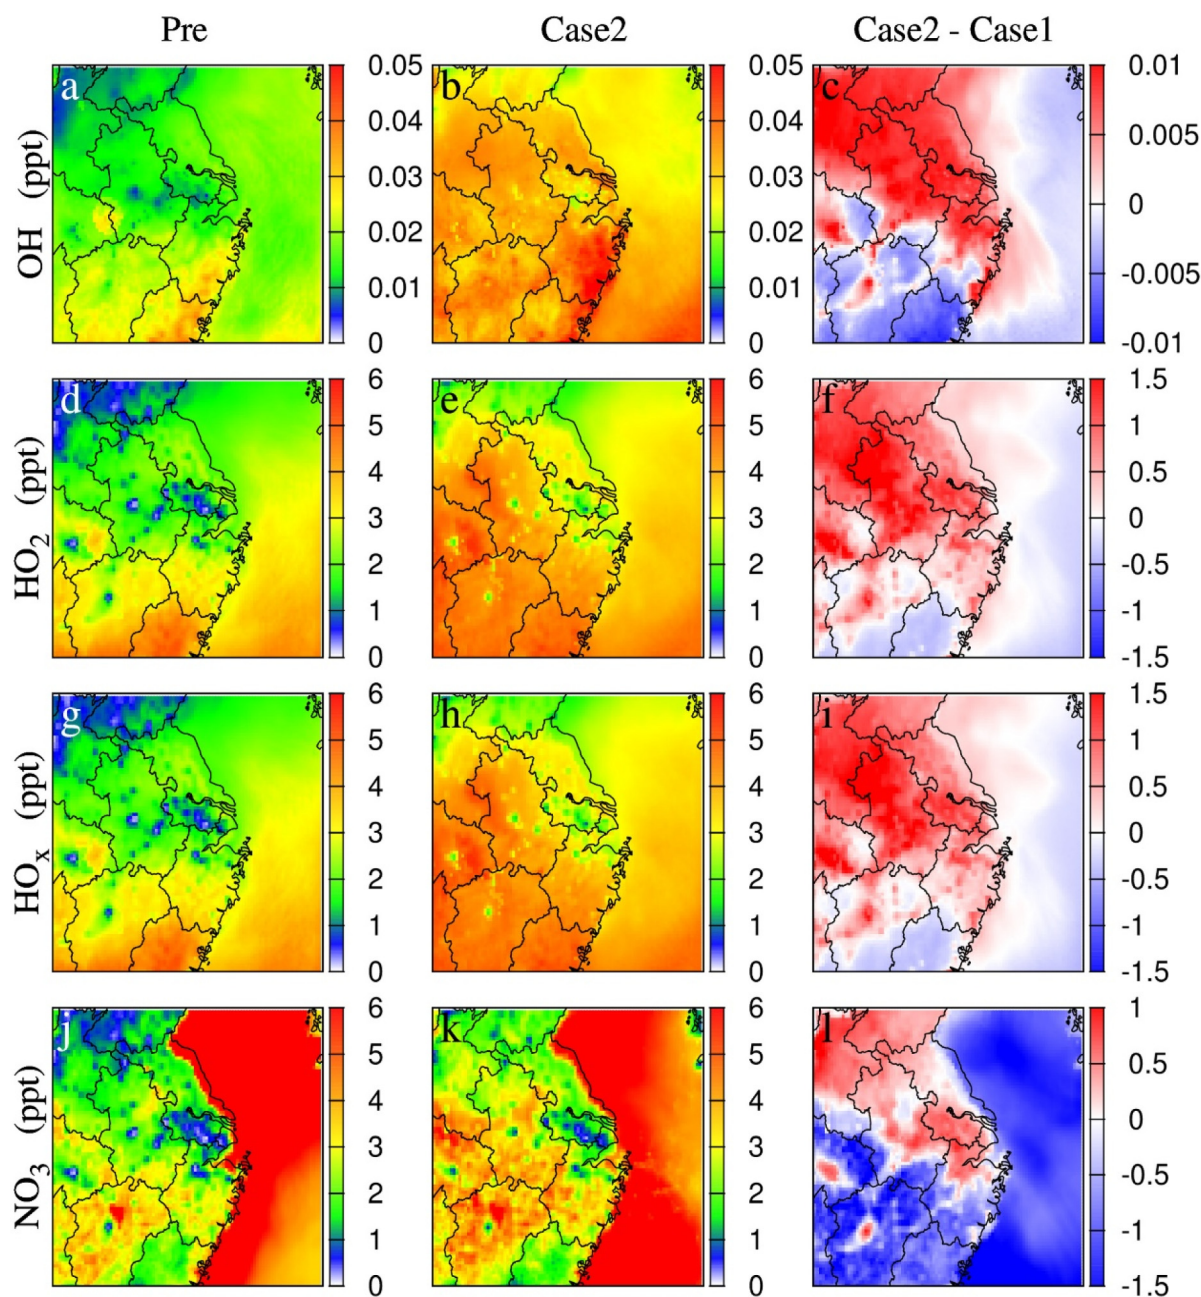 Pre Case2 Case2 - Case1
OH (ppt)
a 0.05 0.04 0.03 0.02 0.01 0
b 0.05 0.04 0.03 0.02 0.01 0
c 0.01 0.005 0 -0.005 -0.01
HO2 (ppt)
d 6 5 4 3 2 1 0
e 6 5 4 3 2 1 0
f 1.5 1 0.5 0 -0.5 -1 -1.5
HOx (ppt)
g 6 5 4 3 2 1 0
h 6 5 4 3 2 1 0
i 1.5 1 0.5 0 -0.5 -1 -1.5
NO3 (ppt)
j 6 5 4 3 2 1 0
k 6 5 4 3 2 1 0
l 1 0.5 0 -0.5 -1 -1.5